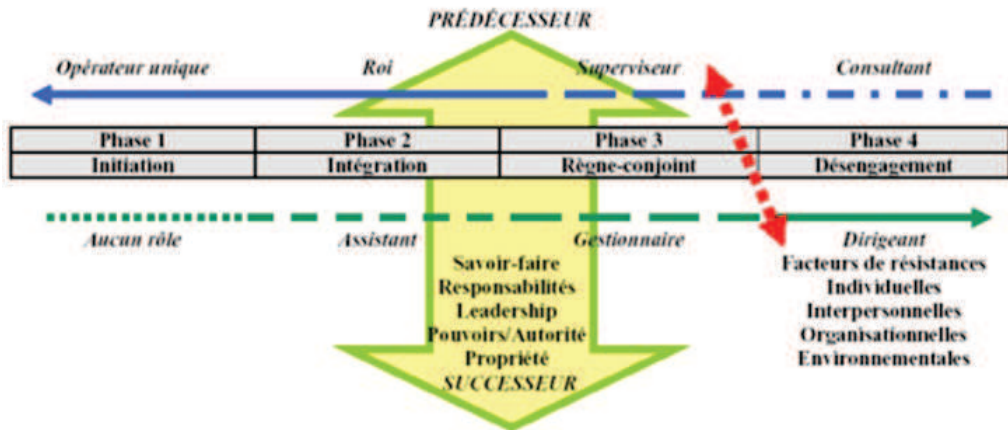 PRÉDÉCESSEUR
Opérateur unique Roi Superviseur Consultant
Phase 1 Phase 2 Phase 3 Phase 4
Initiation Intégration Règne-conjoint Désengagement
Aucun rôle Assistant Gestionnaire Dirigeant
Savoir-faire Facteurs de résistances
Responsabilités Individuelles
Leadership Interpersonnelles
Pouvoirs/Autorité Organisationnelles
Propriété Environnementales
SUCCESSEUR